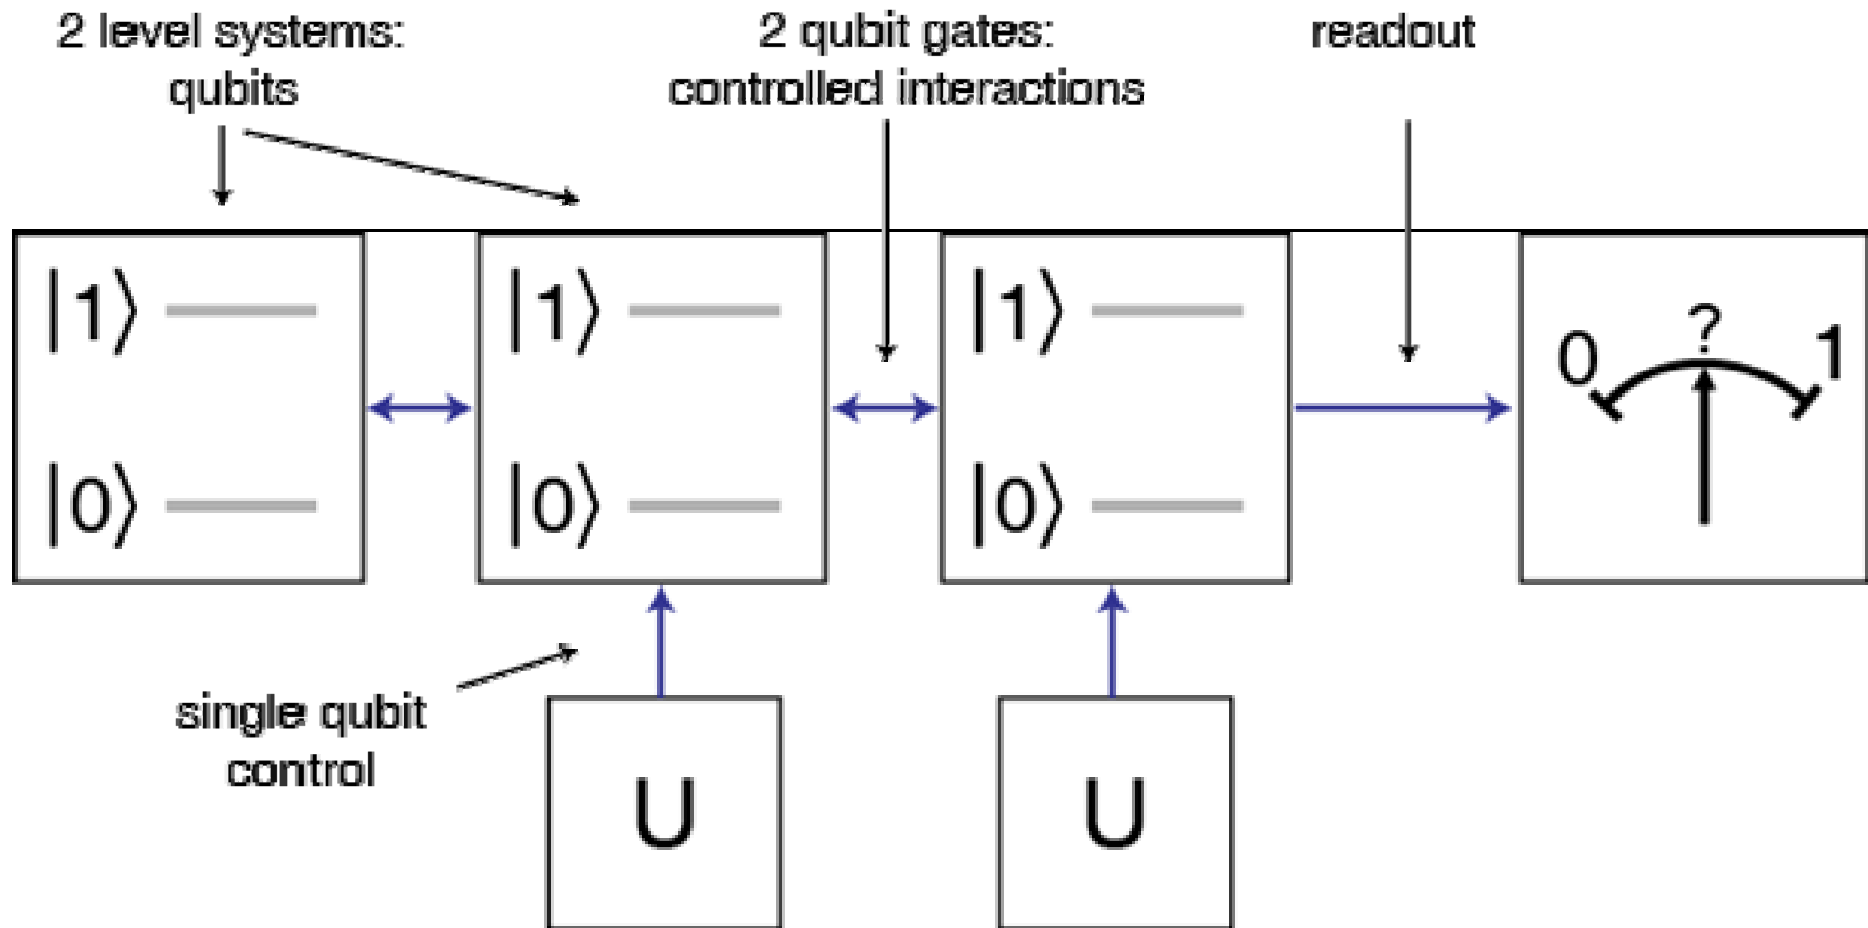 2 level systems:
qubits
2 qubit gates:
controlled interactions
readout
|1⟩
|0⟩
|1⟩
|0⟩
|1⟩
|0⟩
0 ? 1
single qubit
control
U
U